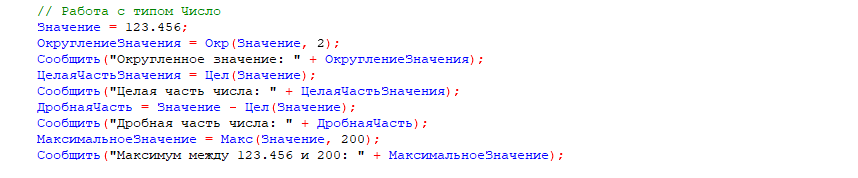 // Работа с типом Число
Значение = 123.456;
ОкруглениеЗначения = Окр(Значение, 2);
Сообщить("Округленное значение: " + ОкруглениеЗначения);
ЦелаяЧастьЗначения = Цел(Значение);
Сообщить("Целая часть числа: " + ЦелаяЧастьЗначения);
ДробнаяЧасть = Значение - Цел(Значение);
Сообщить("Дробная часть числа: " + ДробнаяЧасть);
МаксимальноеЗначение = Макс(Значение, 200);
Сообщить("Максимум между 123.456 и 200: " + МаксимальноеЗначение);